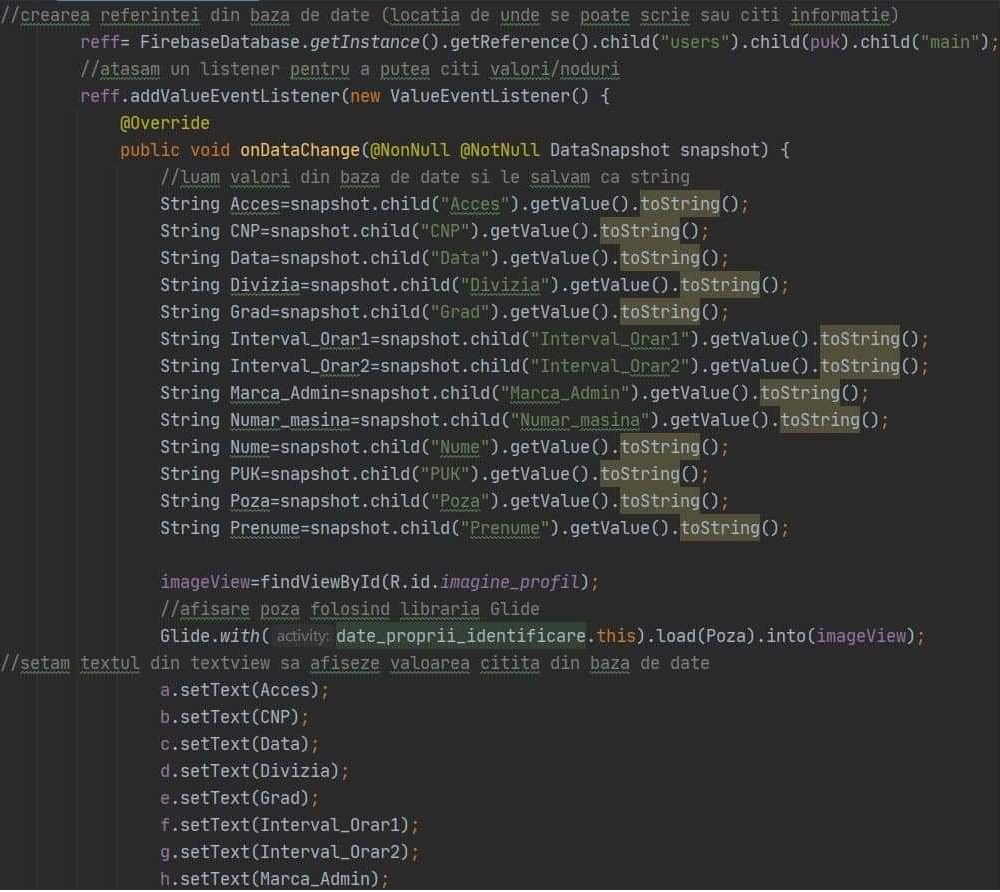 //crearea referintei din baza de date (locatia de unde se poate scrie sau citi informatie)
reff= FirebaseDatabase.getInstance().getReference().child("users").child(puk).child("main");
//atasam un listener pentru a putea citi valori/noduri
reff.addValueEventListener(new ValueEventListener() {
@Override
public void onDataChange(@NonNull @NotNull DataSnapshot snapshot) {
//luam valori din baza de date si le salvam ca string
String Acces=snapshot.child("Acces").getValue().toString();
String CNP=snapshot.child("CNP").getValue().toString();
String Data=snapshot.child("Data").getValue().toString();
String Divizia=snapshot.child("Divizia").getValue().toString();
String Grad=snapshot.child("Grad").getValue().toString();
String Interval_Orar1=snapshot.child("Interval_Orar1").getValue().toString();
String Interval_Orar2=snapshot.child("Interval_Orar2").getValue().toString();
String Marca_Admin=snapshot.child("Marca_Admin").getValue().toString();
String Numar_masina=snapshot.child("Numar_masina").getValue().toString();
String Nume=snapshot.child("Nume").getValue().toString();
String PUK=snapshot.child("PUK").getValue().toString();
String Poza=snapshot.child("Poza").getValue().toString();
String Prenume=snapshot.child("Prenume").getValue().toString();
imageView=findViewById(R.id.imagine_profil);
//afisare poza folosind libraria Glide
Glide.with( activity: date_proprii_identificare.this).load(Poza).into(imageView);
//setam textul din textview sa afiseze valoarea citita din baza de date
a.setText(Acces);
b.setText(CNP);
c.setText(Data);
d.setText(Divizia);
e.setText(Grad);
f.setText(Interval_Orar1);
g.setText(Interval_Orar2);
h.setText(Marca_Admin);